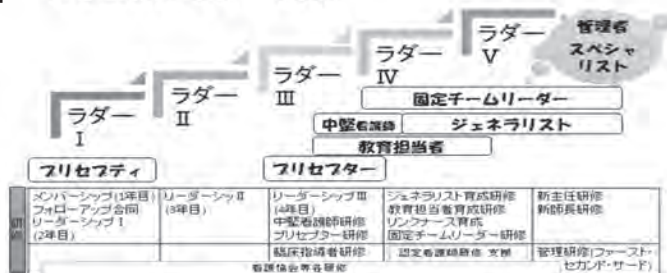 管理者
スペシャ
リスト
ラダー
V
ラダー
IV
ラダー
III
ラダー
II
ラダー
I
固定チームリーダー
中堅看護師
ジェネラリスト
教育担当者
プリセプティ
プリセプター
メンバーシップ(1年目)
フォローアップ合同
リーダーシップⅠ
(2年目)
リーダーシップⅡ
(3年目)
リーダーシップⅢ
(4年目)
中堅看護師研修
プリセプター研修
ジェネラリスト育成研修
教育担当者育成研修
リンクナース育成
固定チームリーダー研修
新主任研修
新師長研修
臨床指導者研修
認定看護師研修 支援
管理研修(ファースト・
セカンド・サード)
看護協会等各研修